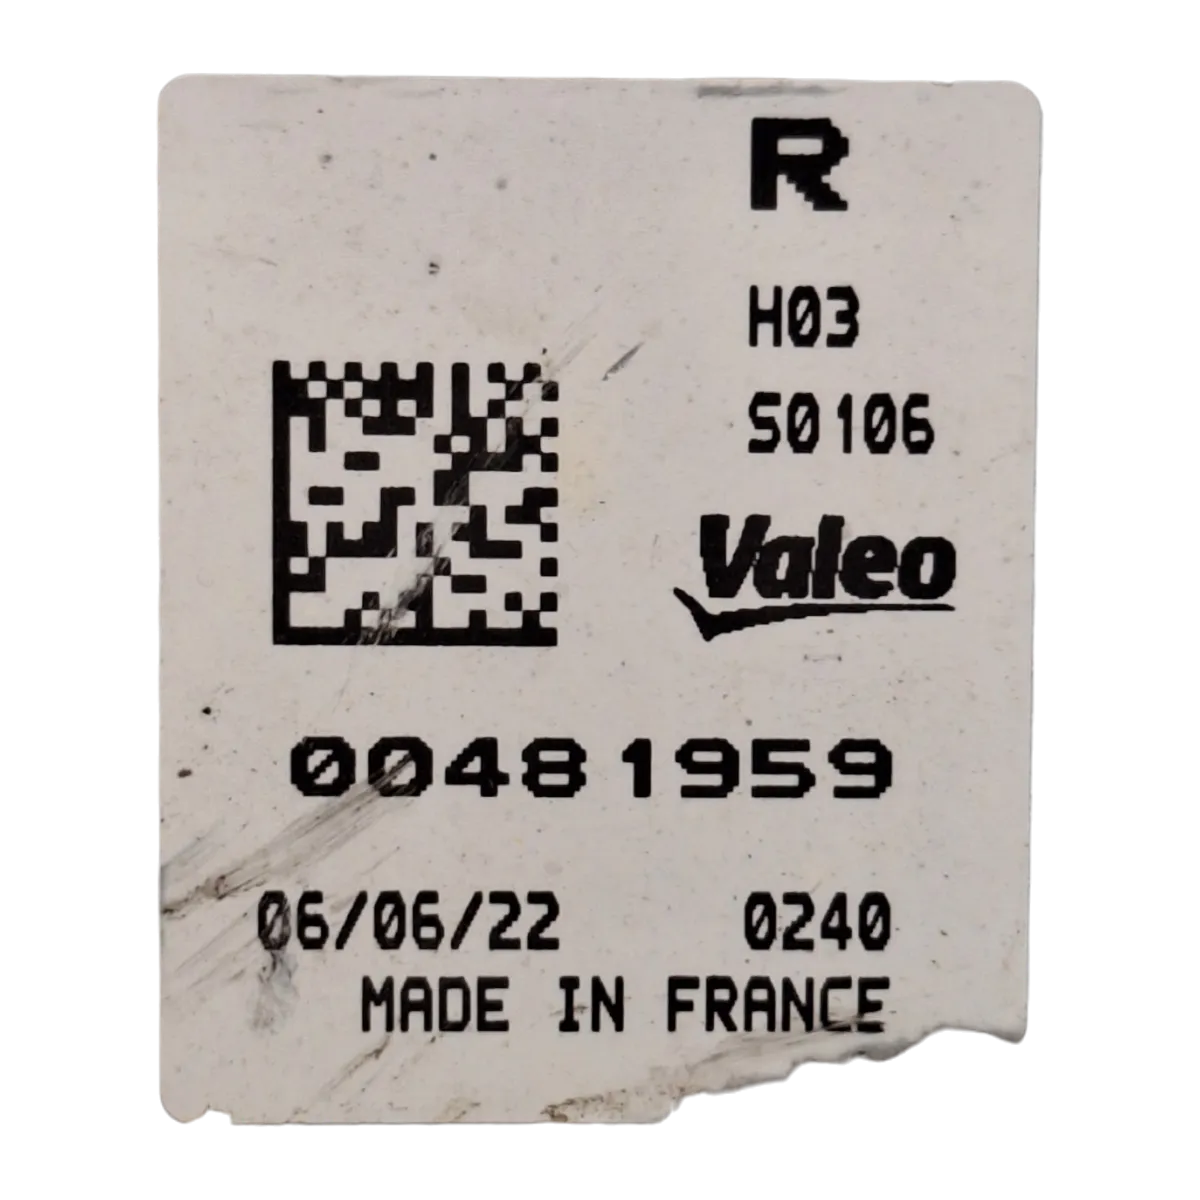 R
H03
S0106
Valeo
00481959
06/06/22 0240
MADE IN FRANCE